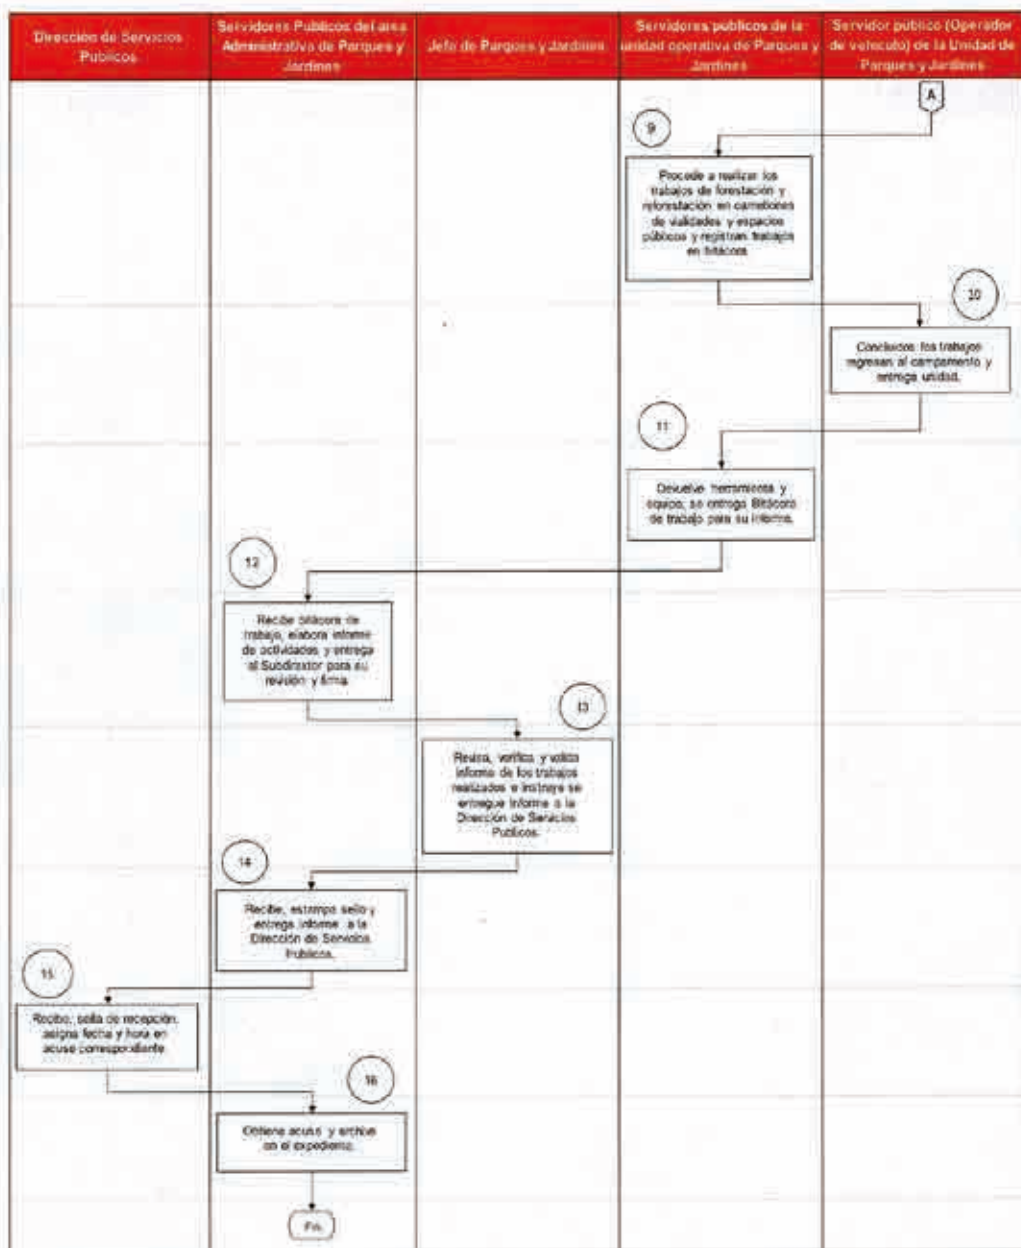 Dirección de Servicios
Publicos
Servidores Publicos del area
Administrativa de Parques y
Jardines
Jefe de Parques y Jardines
Servidores publicos de la
unidad operativa de Parques y
Jardines
Servidor público (Operador
de vehiculo) de la Unidad de
Parques y Jardines
A
9
Procede a realizar los
trabajos de forestación y
reforestación en camellones
de vialidades y espacios
públicos y registran trabajos
en bitácora
10
Concluidos los trabajos
regresan al campamento y
entrega unidad.
11
Devuelve herramienta y
equipo, se entrega Bitácora
de trabajo para su informe.
12
Recibe bitácora de
trabajo, elabora informe
de actividades y entrega
al Subdirector para su
revisión y firma
13
Revisa, verifica y valida
informe de los trabajos
realizados e instruye se
entregue informe a la
Dirección de Servicios
Publicos.
14
Recibe, estampa sello y
entrega informe a la
Dirección de Servicios
Publicos.
15
Recibe, sella de recepción,
asigna fecha y hora en
acuse correspondiente
16
Obtiene acuse y archiva
en el expediente.
Fin.